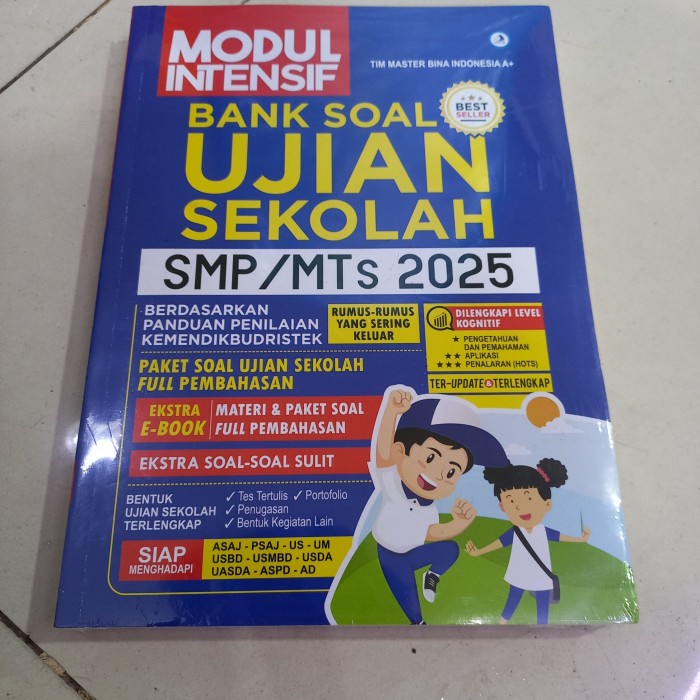 MODUL
INTENSIF
TIM MASTER BINA INDONESIA A+
BANK SOAL
BEST
SELLER
UJIAN
SEKOLAH
SMP/MTs 2025
BERDASARKAN
PANDUAN PENILAIAN
KEMENDIKBUDRISTEK
RUMUS-RUMUS
YANG SERING
KELUAR
DILENGKAPI LEVEL
KOGNITIF
★ PENGETAHUAN
DAN PEMAHAMAN
★★ APLIKASI
★★★ PENALARAN (HOTS)
TER-UPDATE & TERLENGKAP
PAKET SOAL UJIAN SEKOLAH
FULL PEMBAHASAN
EKSTRA
E-BOOK
MATERI & PAKET SOAL
FULL PEMBAHASAN
EKSTRA SOAL-SOAL SULIT
BENTUK
UJIAN SEKOLAH
TERLENGKAP
✓ Tes Tertulis ✓ Portofolio
✓ Penugasan
✓ Bentuk Kegiatan Lain
SIAP
MENGHADAPI
ASAJ - PSAJ - US - UM
USBD - USMBD - USDA
UASDA - ASPD - AD